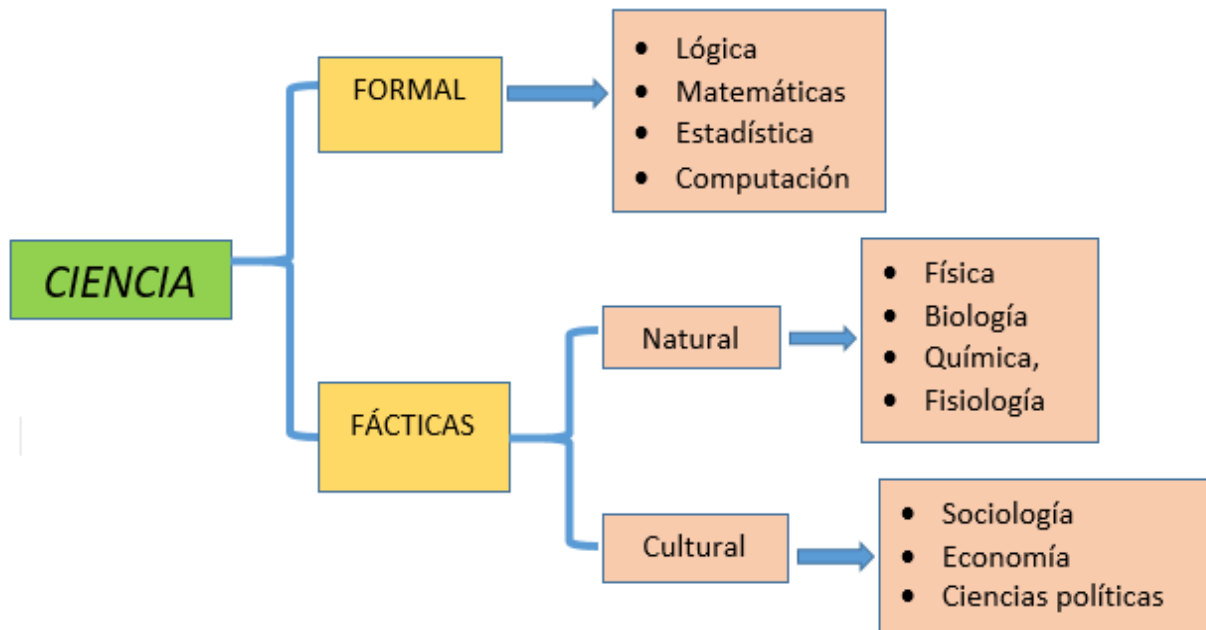 CIENCIA
FORMAL
• Lógica
• Matemáticas
• Estadística
• Computación
FÁCTICAS
Natural
• Física
• Biología
• Química,
• Fisiología
Cultural
• Sociología
• Economía
• Ciencias políticas